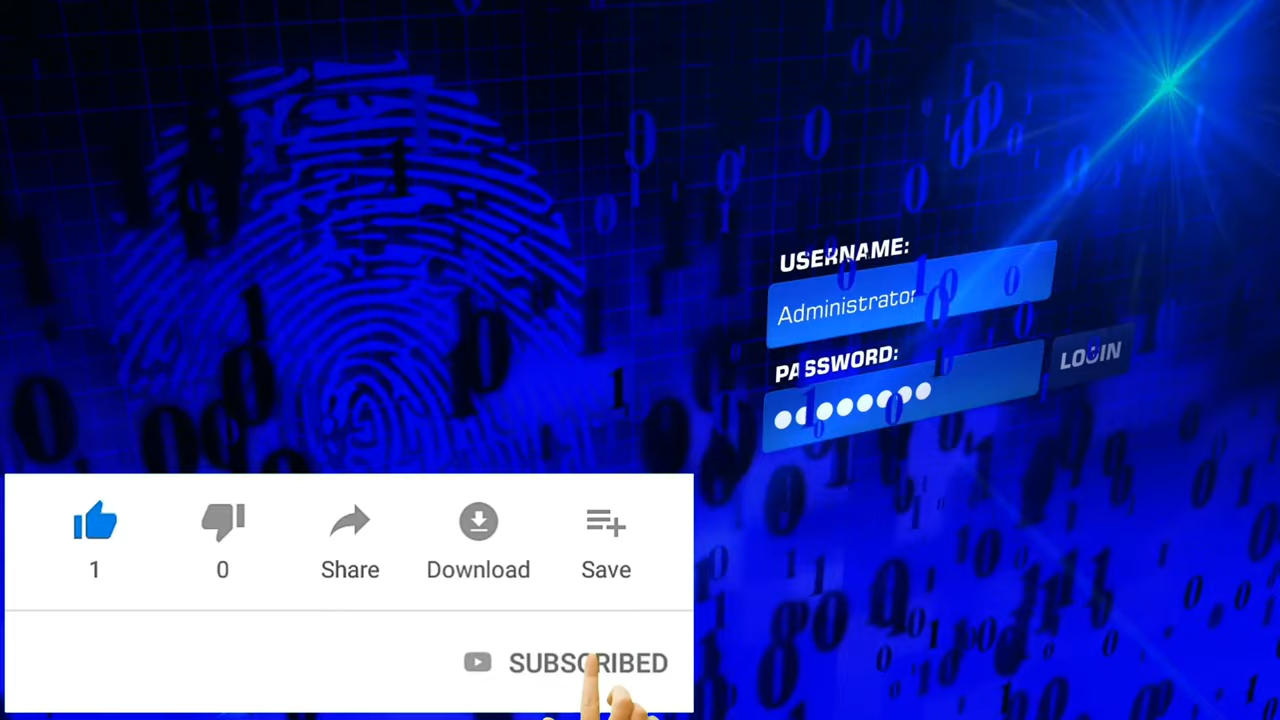 USERNAME:
Administrator
PASSWORD:
LOGIN
1
0
Share
Download
Save
SUBSCRIBED